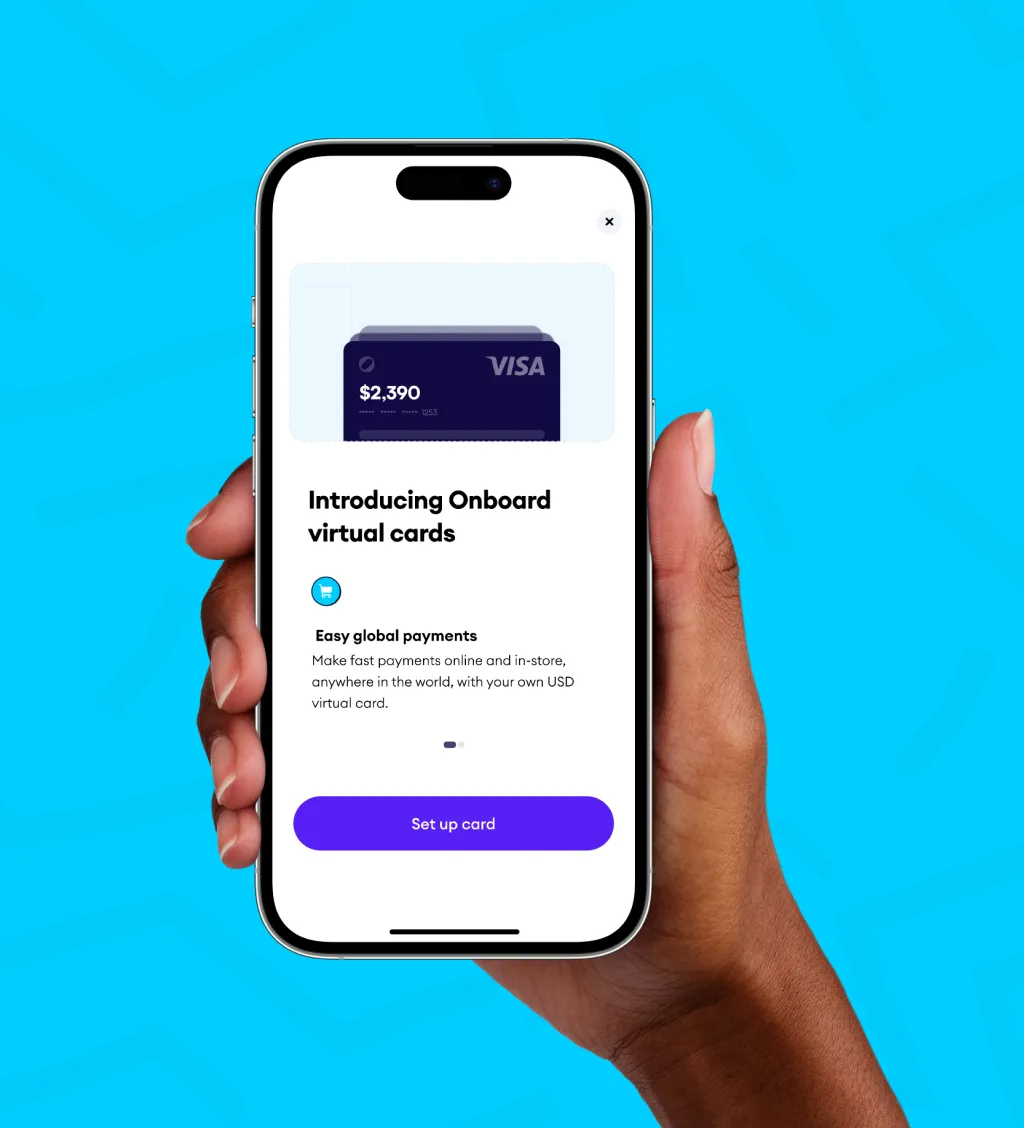 VISA
$2,390
***** ***** ***** 1253
Introducing Onboard
virtual cards
Easy global payments
Make fast payments online and in-store,
anywhere in the world, with your own USD
virtual card.
Set up card